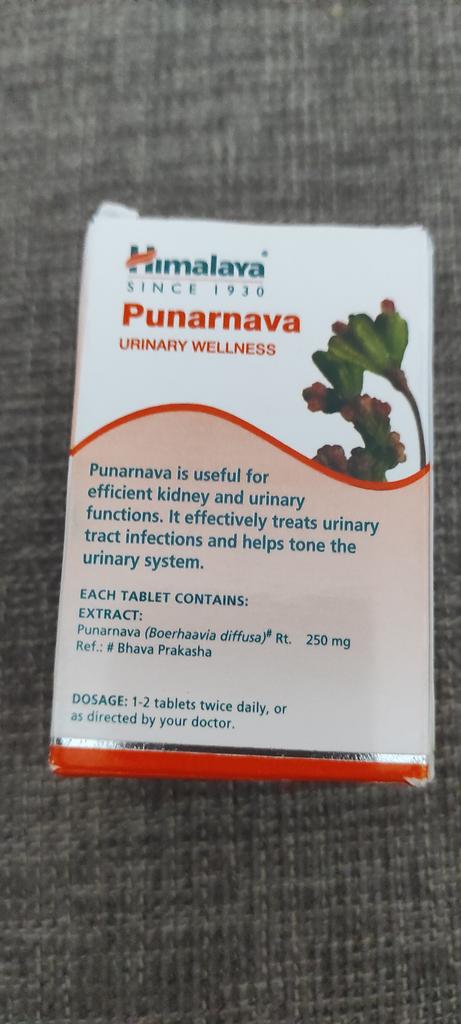 Himalaya®
SINCE 1930
Punarnava
URINARY WELLNESS
Punarnava is useful for
efficient kidney and urinary
functions. It effectively treats urinary
tract infections and helps tone the
urinary system.
EACH TABLET CONTAINS:
EXTRACT:
Punarnava (Boerhaavia diffusa)# Rt. 250 mg
Ref.: # Bhava Prakasha
DOSAGE: 1-2 tablets twice daily, or
as directed by your doctor.